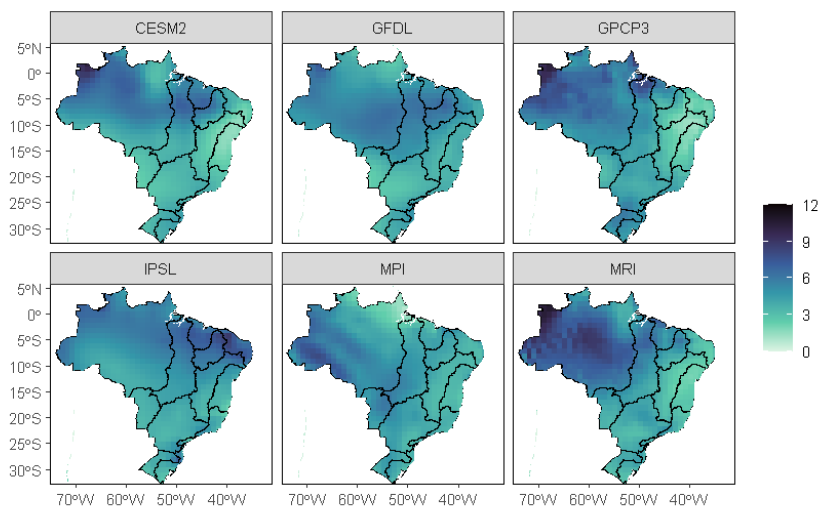 CESM2 GFDL GPCP3
5°N
0°
5°S
10°S
15°S
20°S
25°S
30°S
IPSL MPI MRI
5°N
0°
5°S
10°S
15°S
20°S
25°S
30°S
70°W 60°W 50°W 40°W 70°W 60°W 50°W 40°W 70°W 60°W 50°W 40°W
12
9
6
3
0